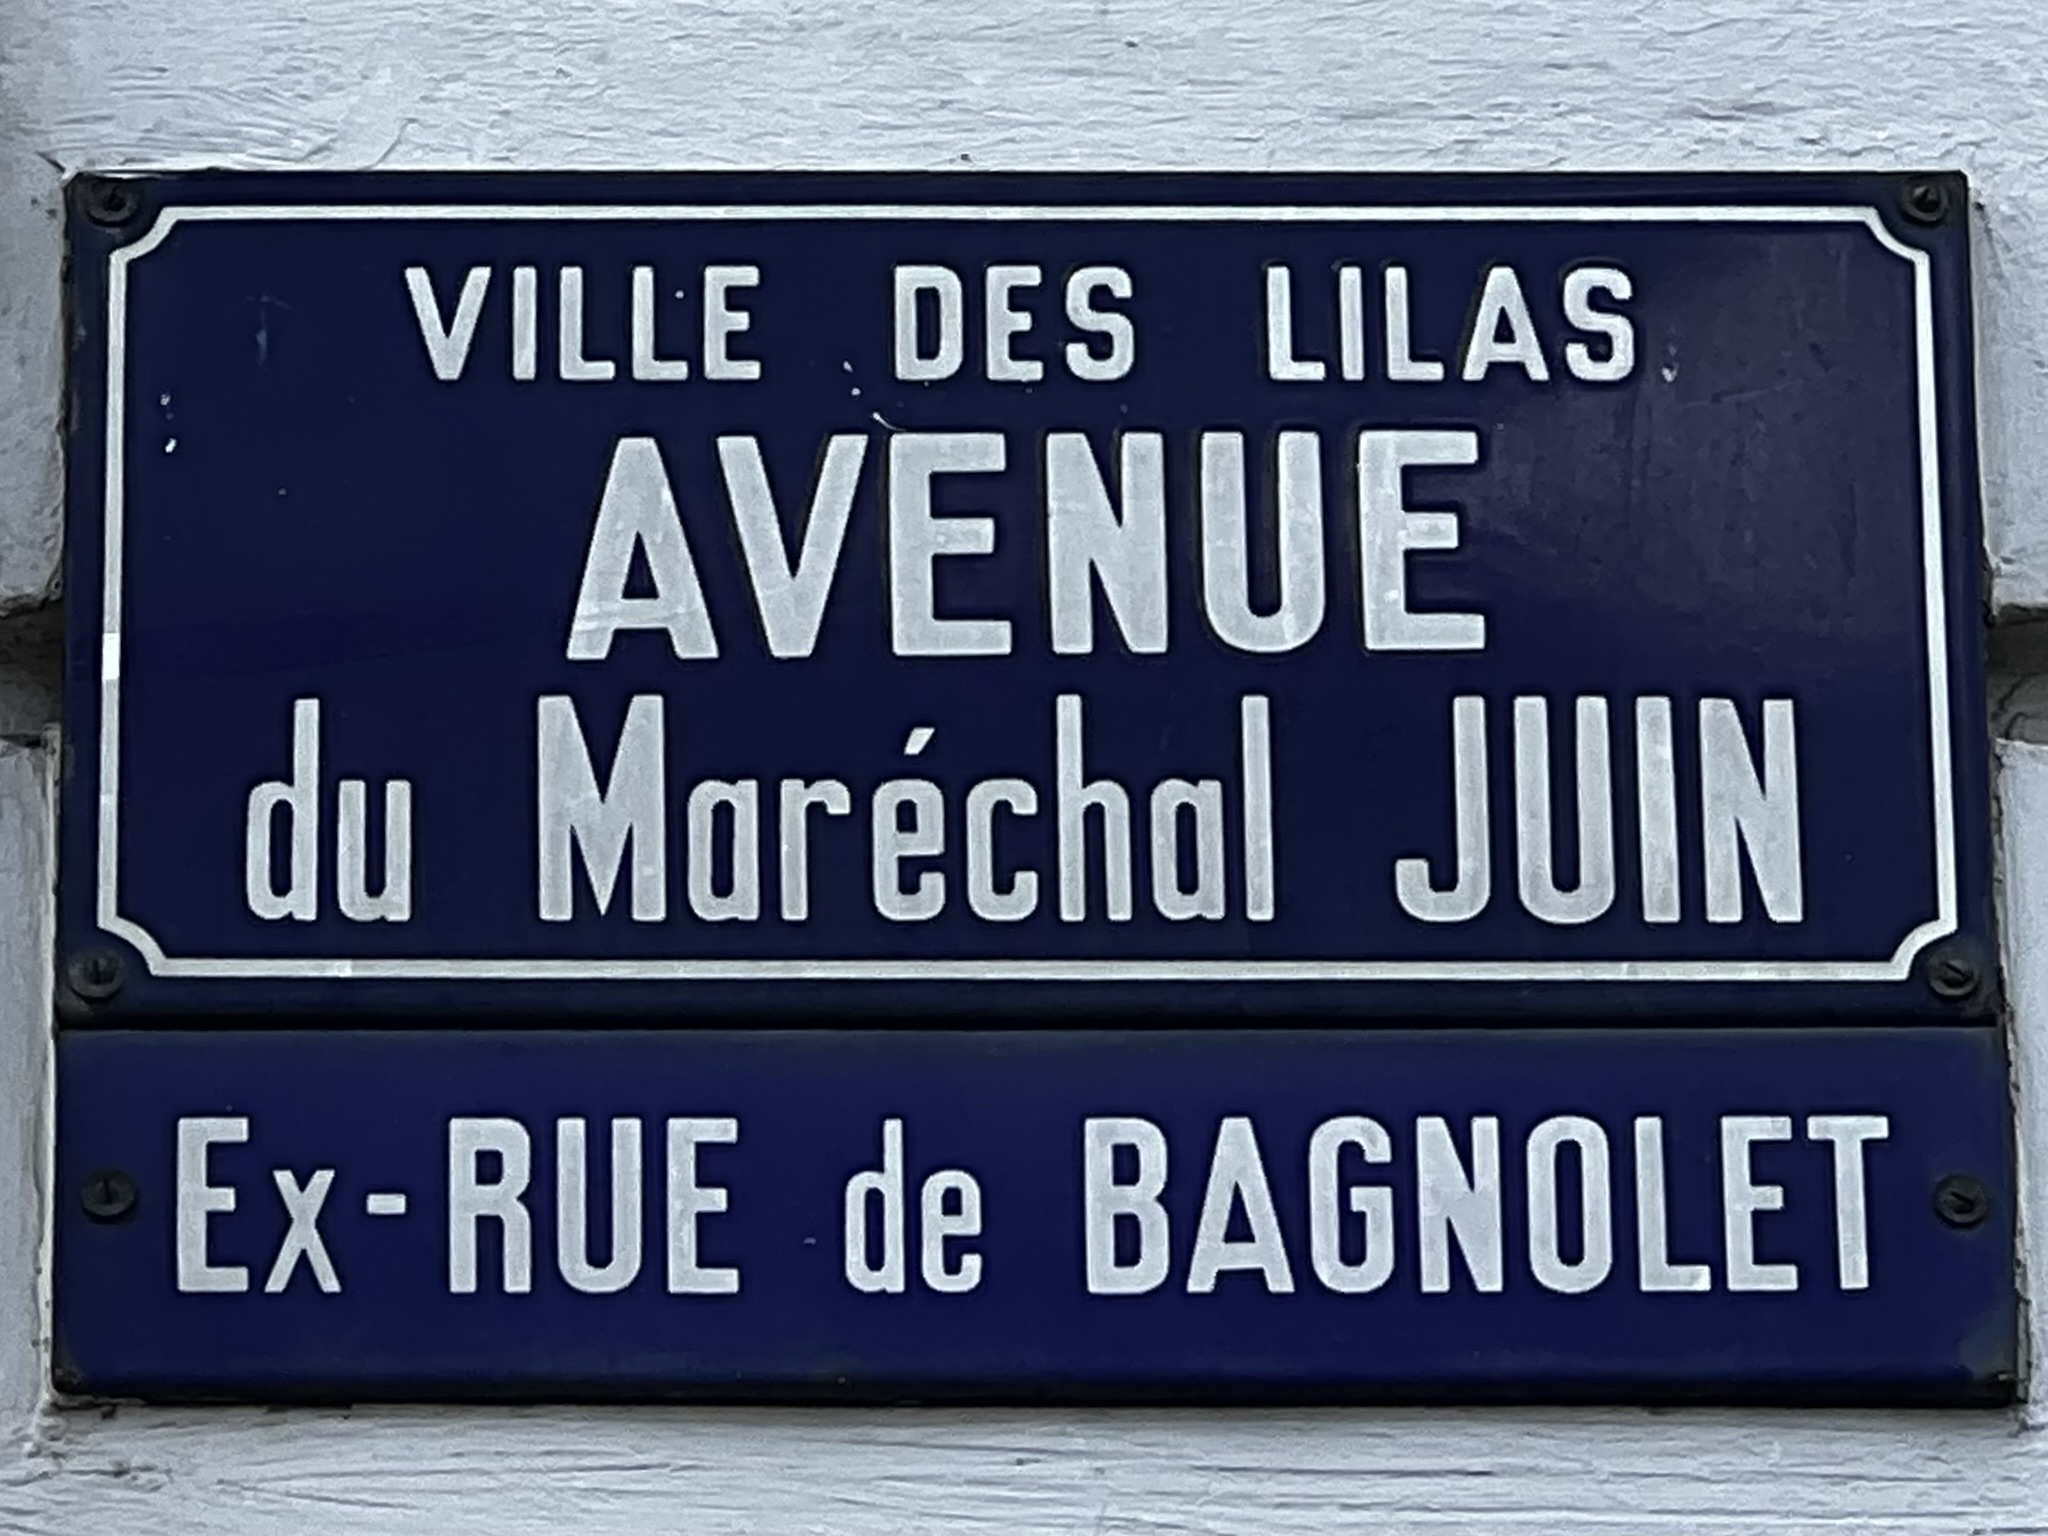 VILLE DES LILAS
AVENUE
du Maréchal JUIN
Ex-RUE de BAGNOLET